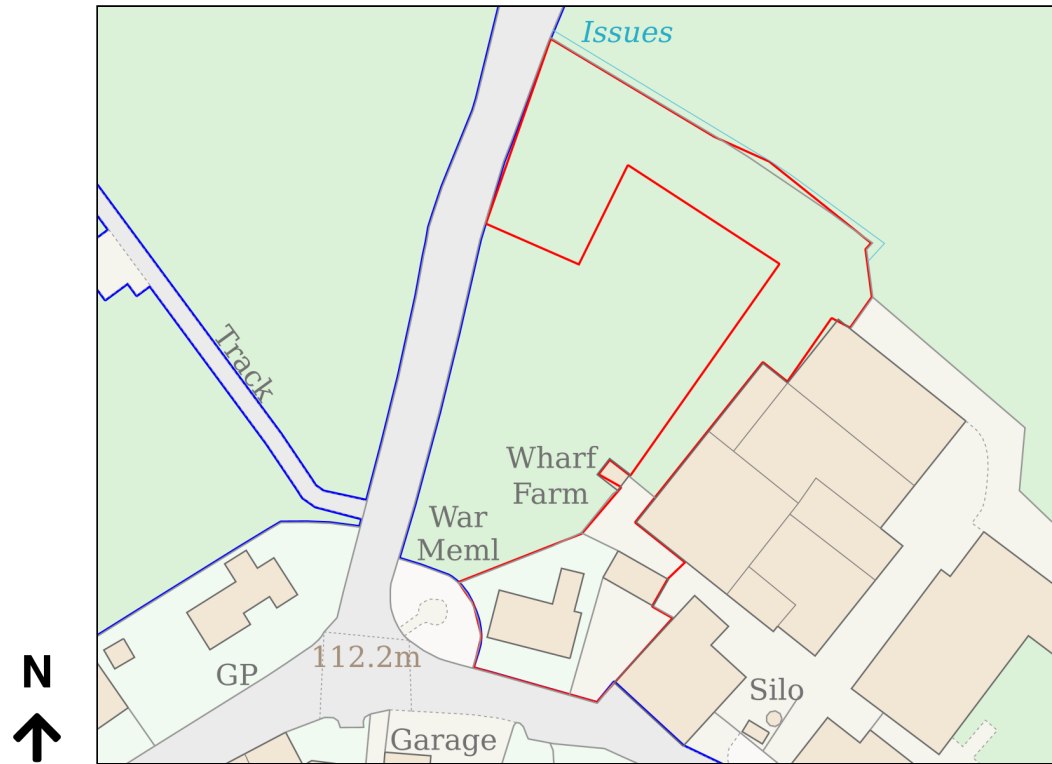 Issues
Track
Wharf
Farm
War
Meml
112.2m
GP
N
Silo
Garage